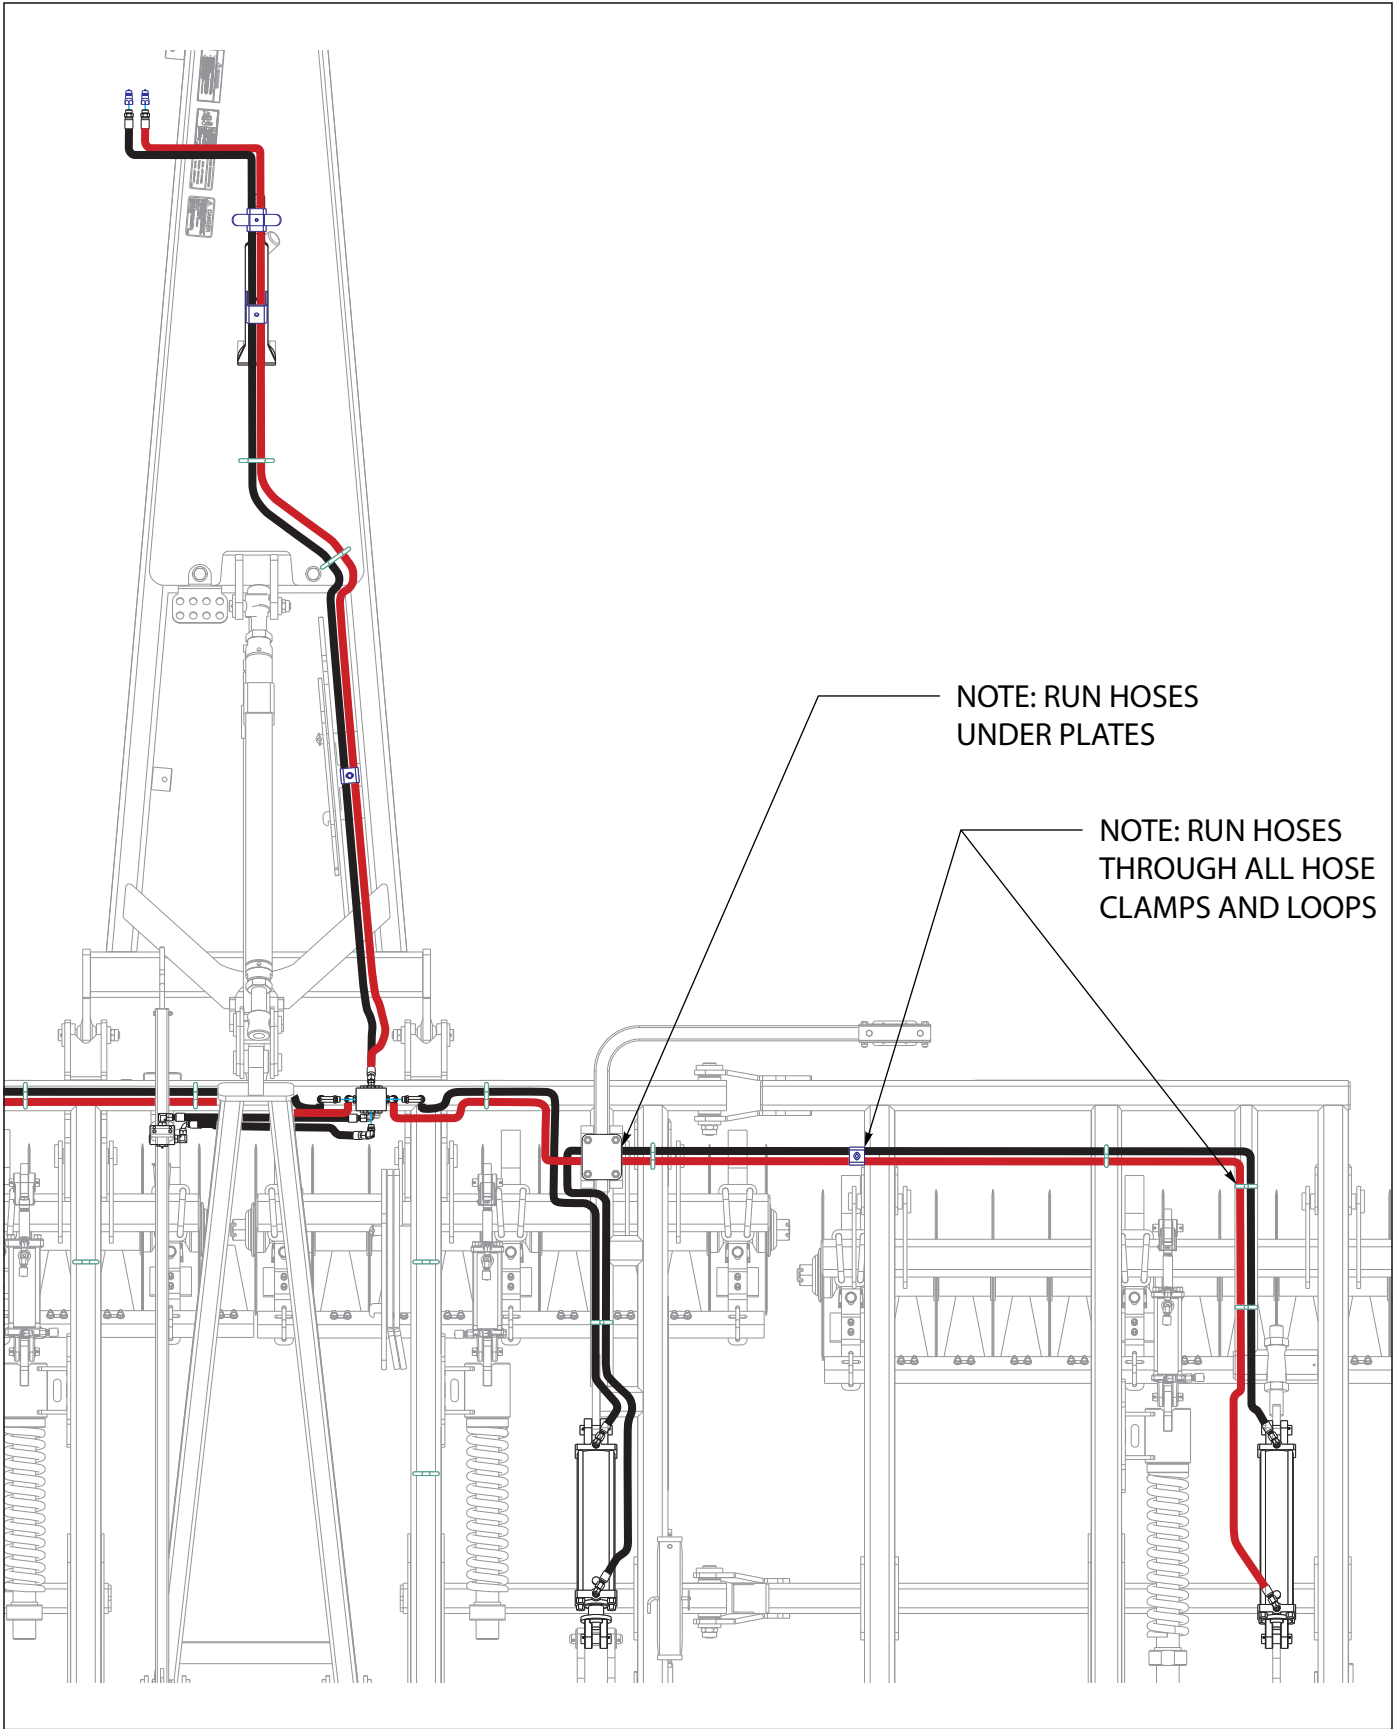 NOTE: RUN HOSES
UNDER PLATES
NOTE: RUN HOSES
THROUGH ALL HOSE
CLAMPS AND LOOPS